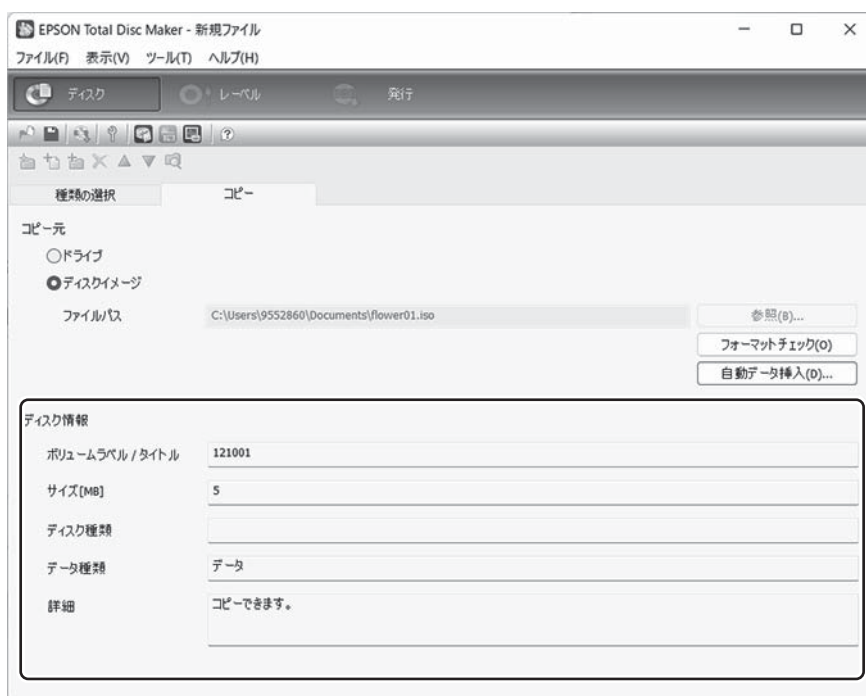 EPSON Total Disc Maker - 新規ファイル
ファイル(F) 表示(V) ツール(T) ヘルプ(H)
ディスク レーベル 発行
種類の選択 コピー
コピー元
ドライブ
ディスクイメージ
ファイルパス C:\Users\9552860\Documents\flower01.iso 参照(B)...
フォーマットチェック(O)
自動データ挿入(D)...
ディスク情報
ボリュームラベル / タイトル 121001
サイズ[MB] 5
ディスク種類
データ種類 データ
詳細 コピーできます。